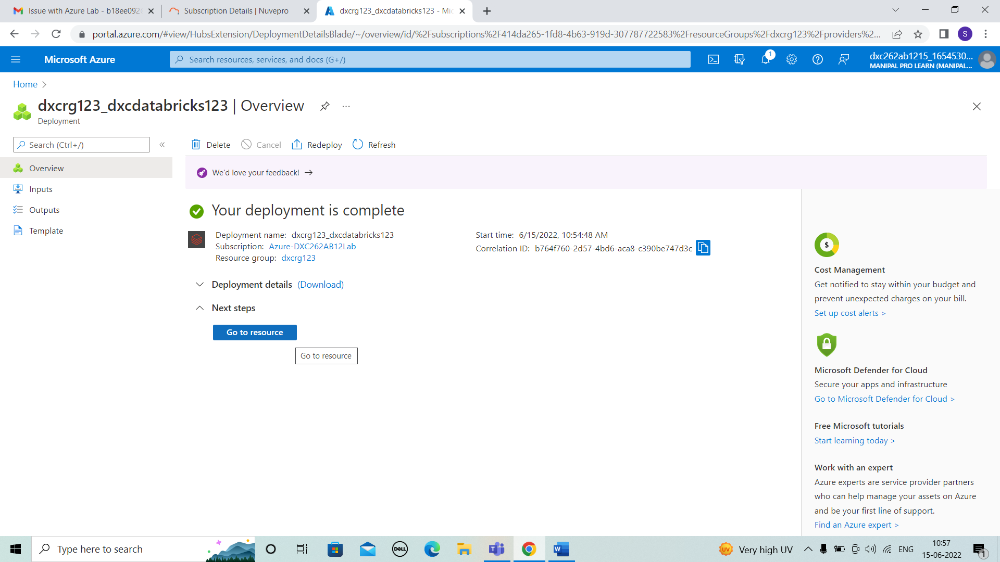 Issue with Azure Lab - b18ee092
Subscription Details | Nuvepro
dxcrg123_dxcdatabricks123 - Mic
portal.azure.com/#view/HubsExtension/DeploymentDetailsBlade/~/overview/id/%2Fsubscriptions%2F414da265-1fd8-4b63-919d-307787722583%2FresourceGroups%2Fdxcrg123%2Fproviders%2...
S
Microsoft Azure
Search resources, services, and docs (G+/)
1
dxc262ab1215_1654530...
MANIPAL PRO LEARN (MANIPAL...
Home
dxcrg123_dxcdatabricks123 | Overview
...
Deployment
Search (Ctrl+/)
«
Delete
Cancel
Redeploy
Refresh
Overview
Inputs
Outputs
Template
We'd love your feedback! →
Your deployment is complete
Deployment name: dxcrg123_dxcdatabricks123
Subscription: Azure-DXC262AB12Lab
Resource group: dxcrg123
Start time: 6/15/2022, 10:54:48 AM
Correlation ID: b764f760-2d57-4bd6-aca8-c390be747d3c
Deployment details (Download)
Next steps
Go to resource
Go to resource
$
Cost Management
Get notified to stay within your budget and
prevent unexpected charges on your bill.
Set up cost alerts >
Microsoft Defender for Cloud
Secure your apps and infrastructure
Go to Microsoft Defender for Cloud >
Free Microsoft tutorials
Start learning today >
Work with an expert
Azure experts are service provider partners
who can help manage your assets on Azure
and be your first line of support.
Find an Azure expert >
Type here to search
DELL
T
W
UV
Very high UV
ENG
10:57
15-06-2022
1